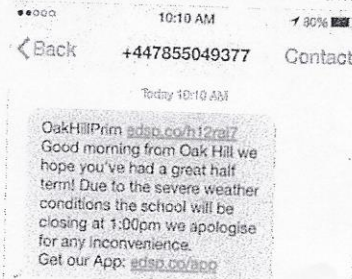 10:10 AM
80%
Back
+447855049377
Contact
Today 10:10 AM
OakHillPrim edsp.co/h12ral7
Good morning from Oak Hill we
hope you've had a great half
term! Due to the severe weather
conditions the school will be
closing at 1:00pm we apologise
for any inconvenience.
Get our App: edsp.co/app